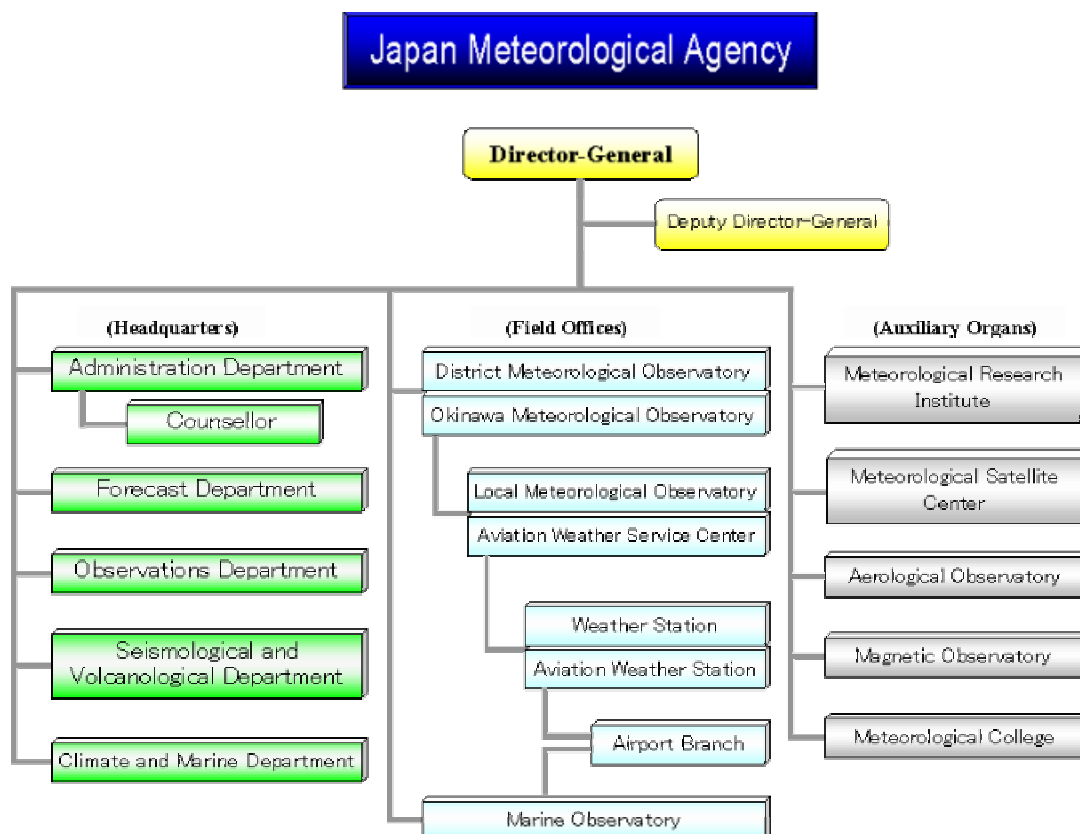 Japan Meteorological Agency
Director-General
Deputy Director-General
(Headquarters)
Administration Department
Counsellor
Forecast Department
Observations Department
Seismological and
Volcanological Department
Climate and Marine Department
(Field Offices)
District Meteorological Observatory
Okinawa Meteorological Observatory
Local Meteorological Observatory
Aviation Weather Service Center
Weather Station
Aviation Weather Station
Airport Branch
Marine Observatory
(Auxiliary Organs)
Meteorological Research
Institute
Meteorological Satellite
Center
Aerological Observatory
Magnetic Observatory
Meteorological College